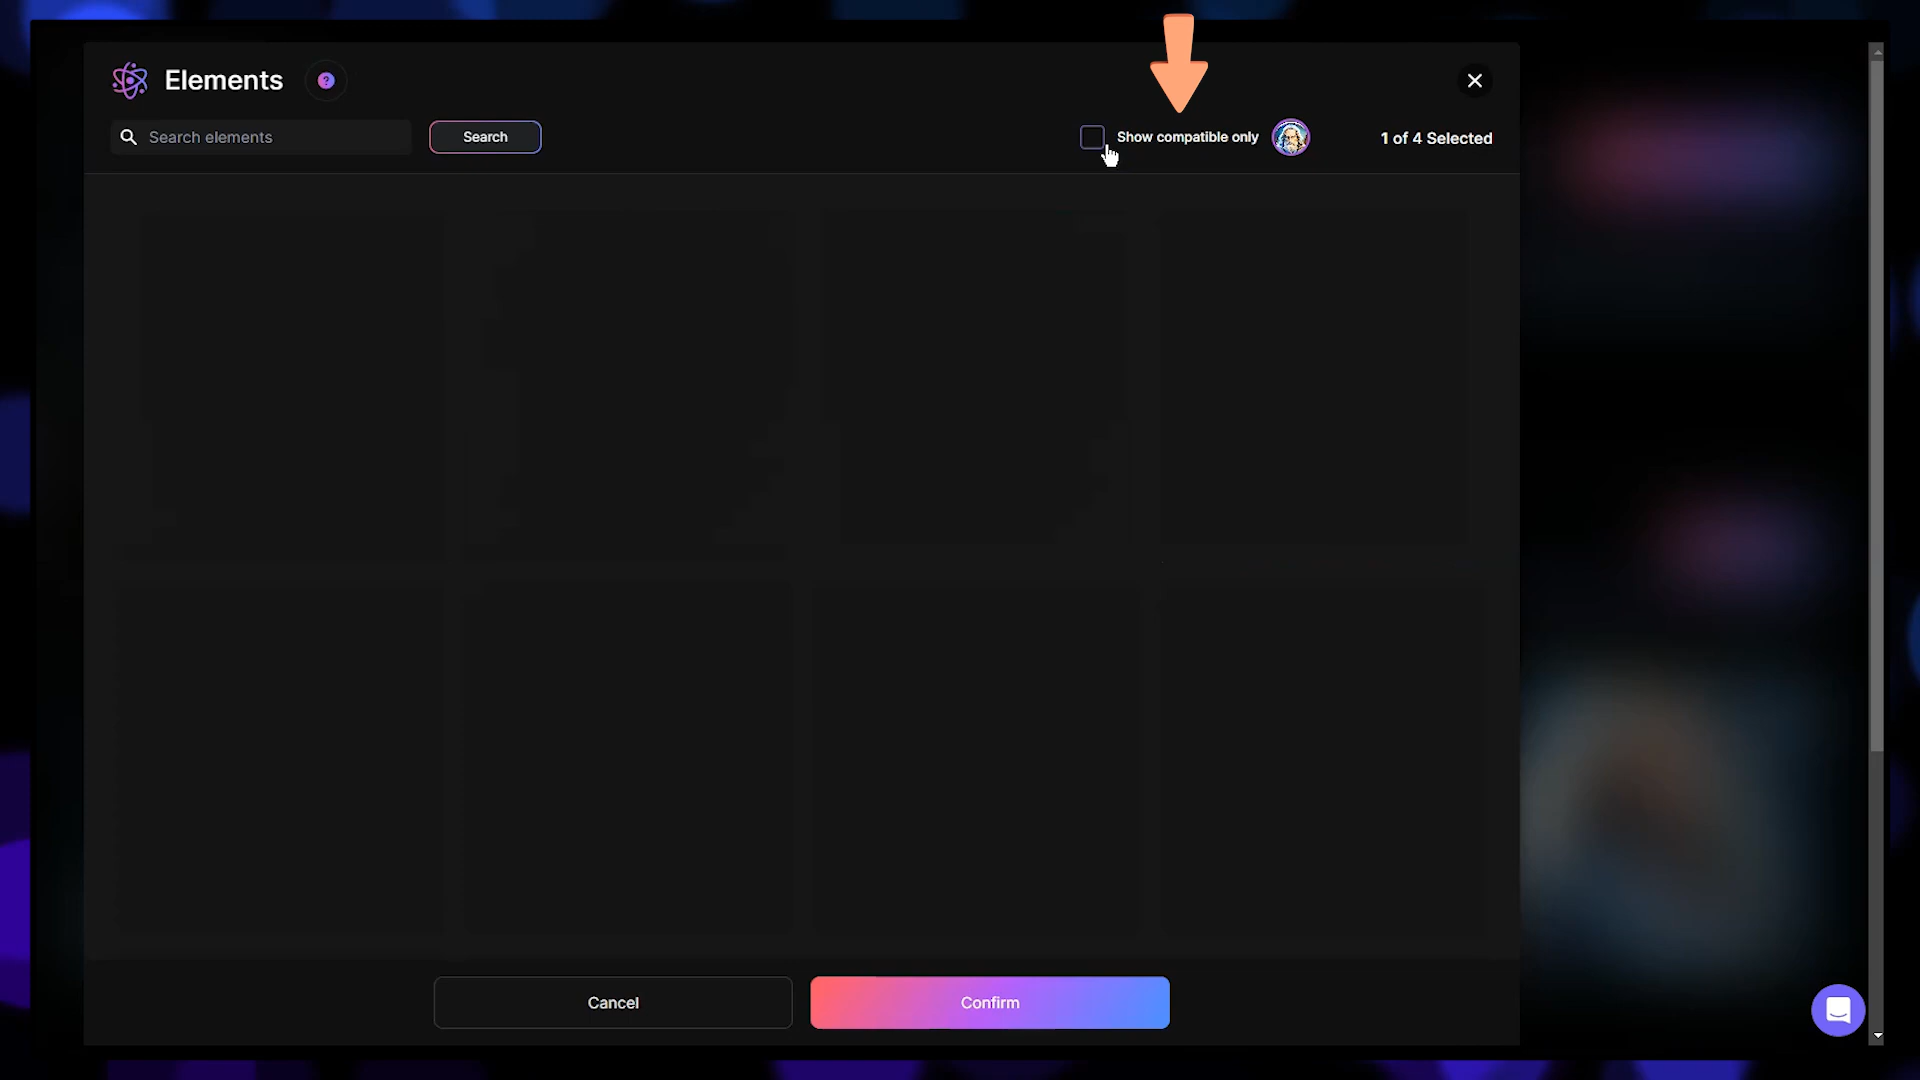 Elements
?
Search elements
Search
Show compatible only
1 of 4 Selected
Cancel
Confirm